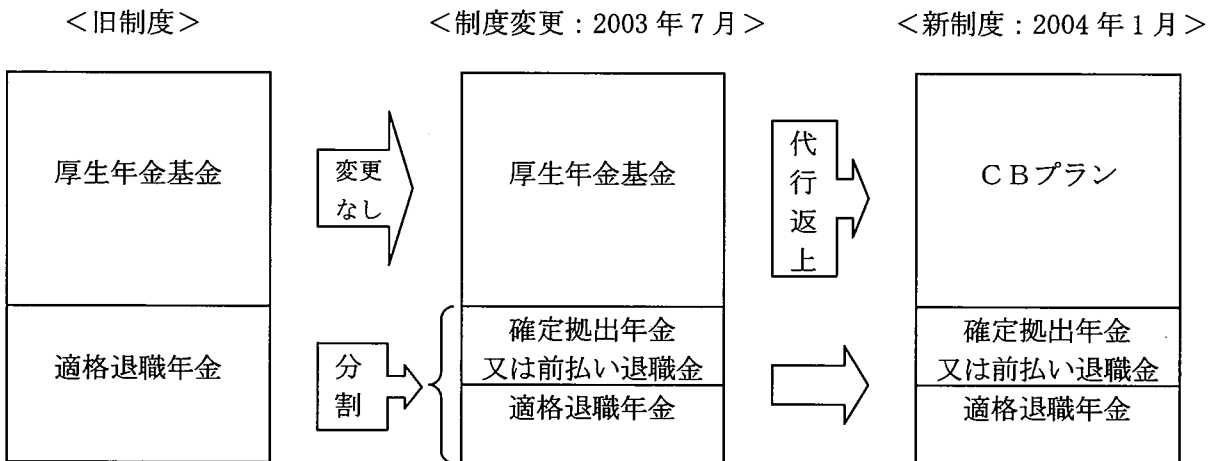 ＜旧制度＞
＜制度変更：2003年7月＞
＜新制度：2004年1月＞
厚生年金基金
変更
なし
厚生年金基金
代
行
返
上
ＣＢプラン
適格退職年金
分
割
確定拠出年金
又は前払い退職金
適格退職年金
確定拠出年金
又は前払い退職金
適格退職年金